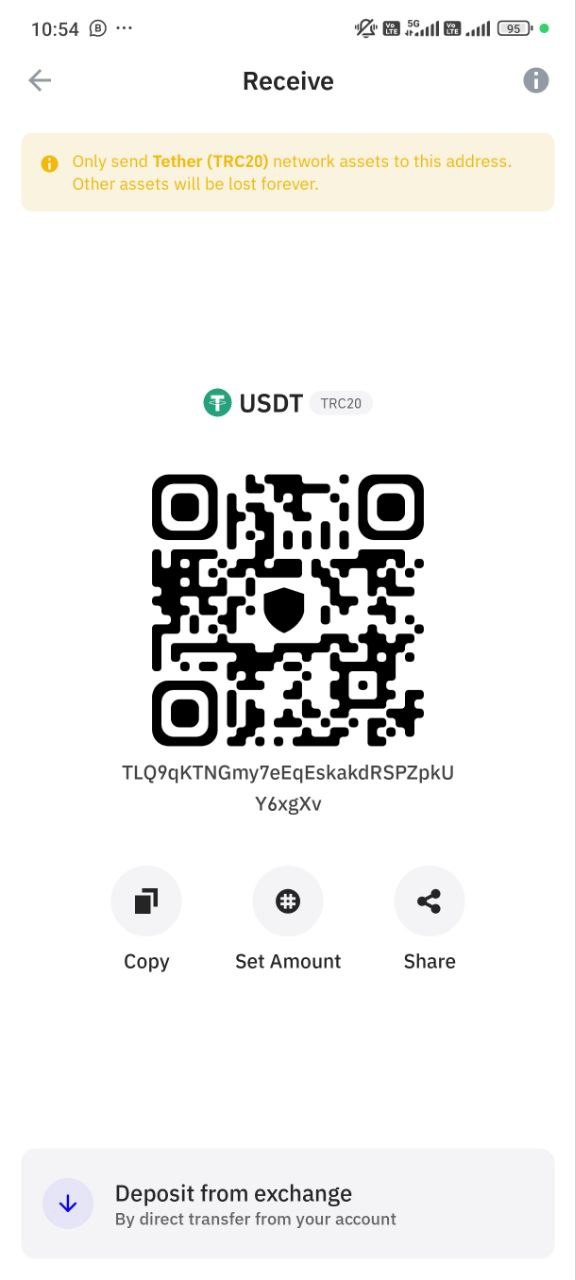 10:54
5G
95
Receive
Only send Tether (TRC20) network assets to this address.
Other assets will be lost forever.
USDT TRC20
TLQ9qKTNGmy7eEqEskakdRSPZpkU
Y6xgXv
Copy Set Amount Share
Deposit from exchange
By direct transfer from your account